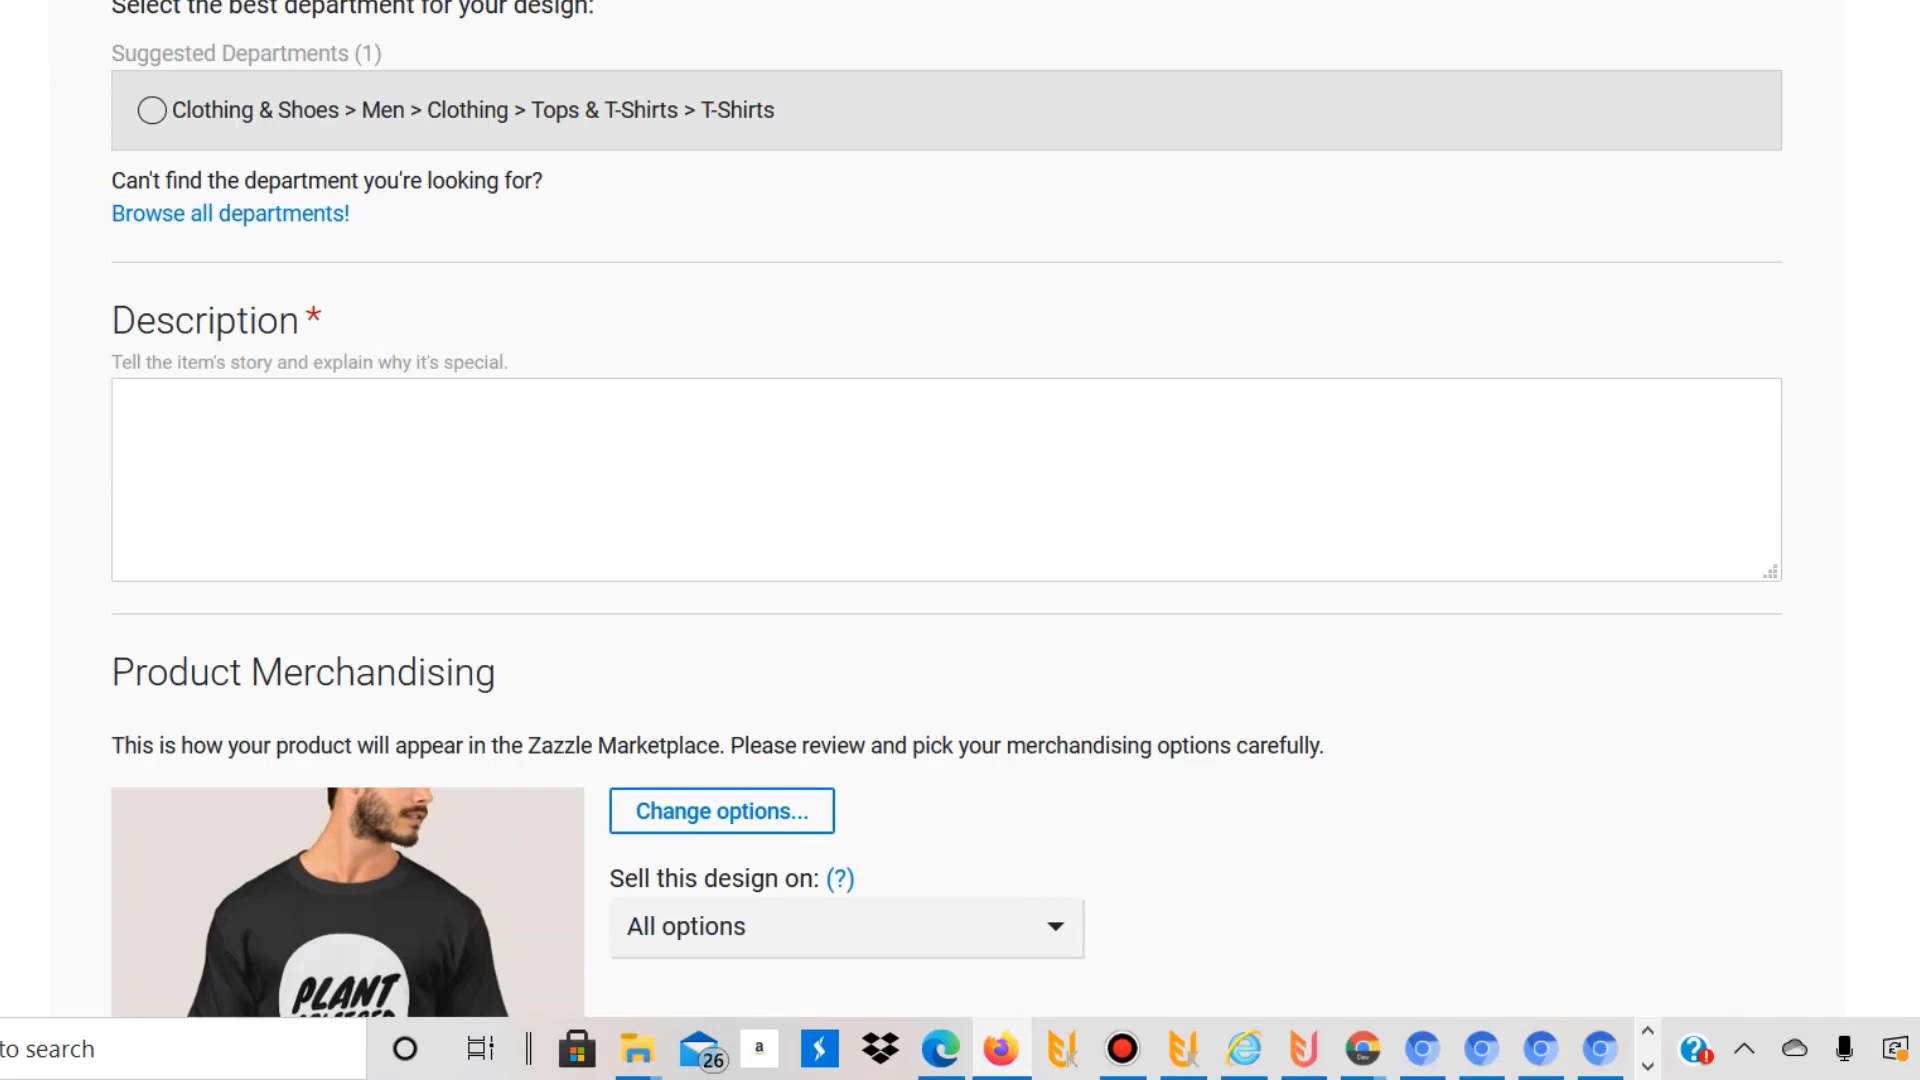 Select the best department for your design:
Suggested Departments (1)
Clothing & Shoes > Men > Clothing > Tops & T-Shirts > T-Shirts
Can't find the department you're looking for?
Browse all departments!
Description *
Tell the item's story and explain why it's special.
Product Merchandising
This is how your product will appear in the Zazzle Marketplace. Please review and pick your merchandising options carefully.
Change options...
Sell this design on: (?)
All options
PLANT
to search
26
a
Dev